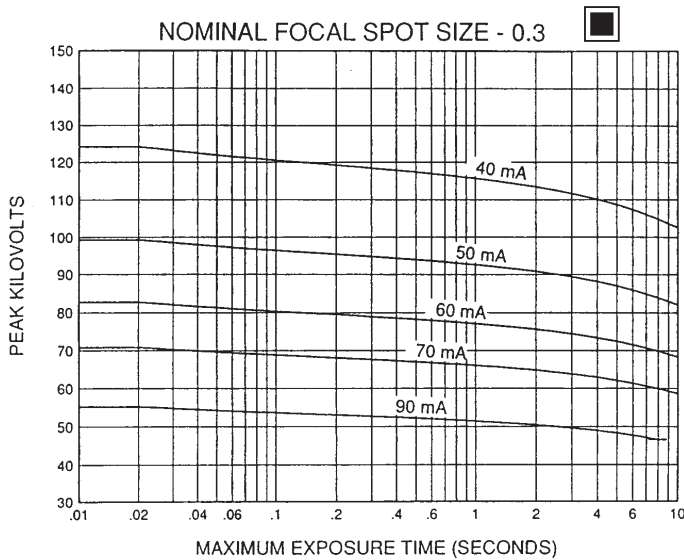 NOMINAL FOCAL SPOT SIZE - 0.3
150
140
130
120
110
100
90
80
70
60
50
40
30
PEAK KILOVOLTS
40 mA
50 mA
60 mA
70 mA
90 mA
.01 .02 .04 .06 .1 .2 .4 .6 1 2 4 6 10
MAXIMUM EXPOSURE TIME (SECONDS)